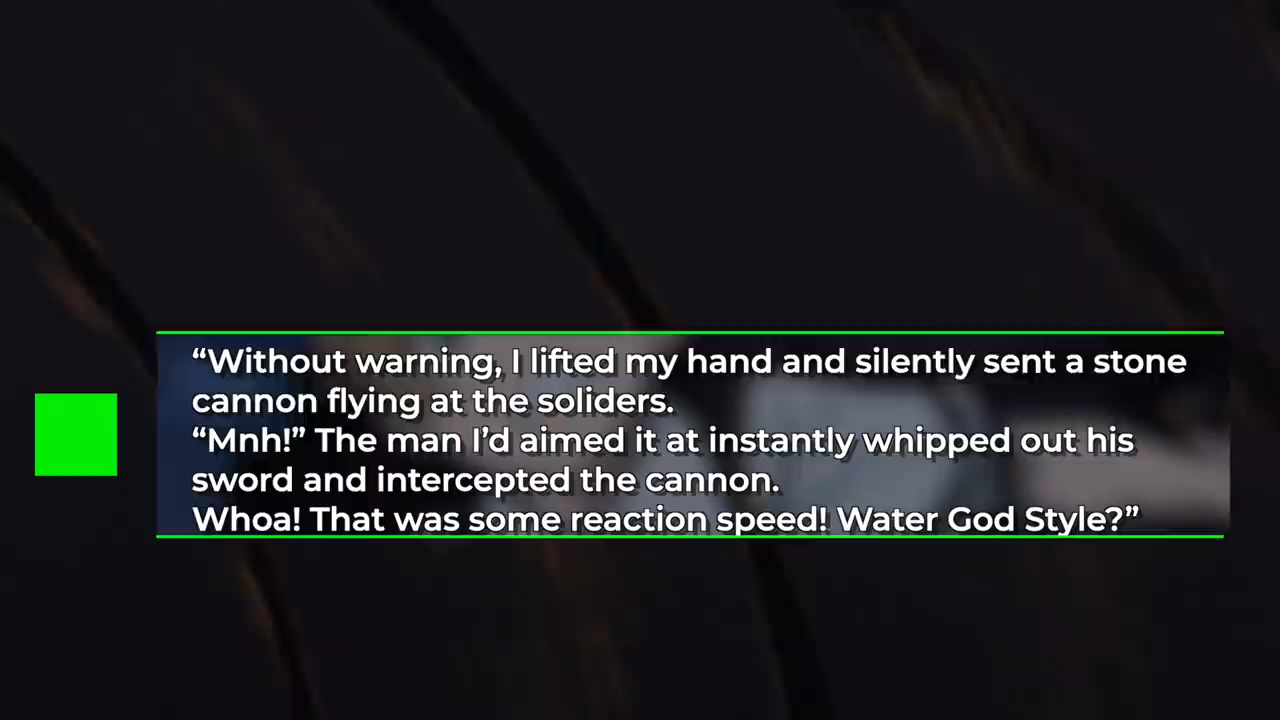 “Without warning, I lifted my hand and silently sent a stone
cannon flying at the soliders.
“Mnh!” The man I’d aimed it at instantly whipped out his
sword and intercepted the cannon.
Whoa! That was some reaction speed! Water God Style?”